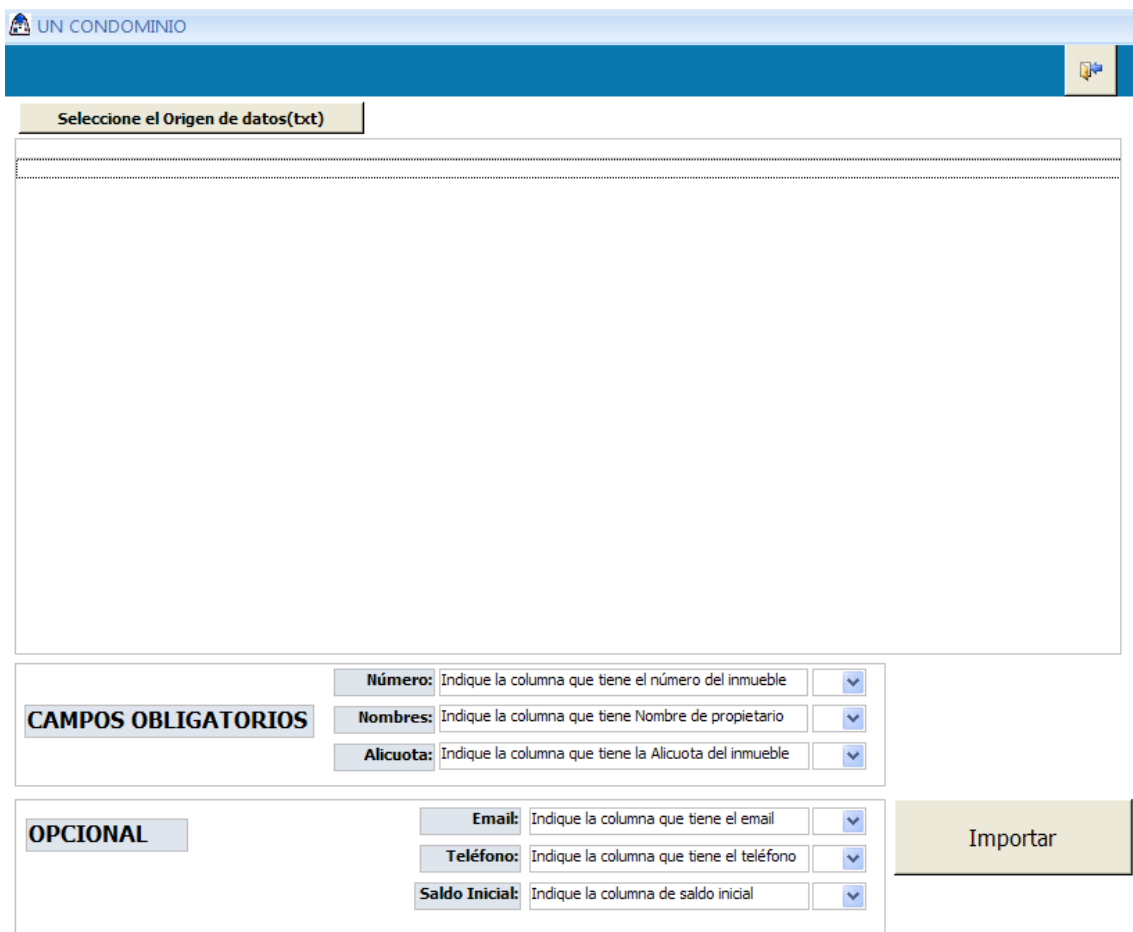 UN CONDOMINIO
Seleccione el Origen de datos(txt)
Número: Indique la columna que tiene el número del inmueble
CAMPOS OBLIGATORIOS
Nombres: Indique la columna que tiene Nombre de propietario
Alicuota: Indique la columna que tiene la Alicuota del inmueble
OPCIONAL
Email: Indique la columna que tiene el email
Teléfono: Indique la columna que tiene el teléfono
Saldo Inicial: Indique la columna de saldo inicial
Importar